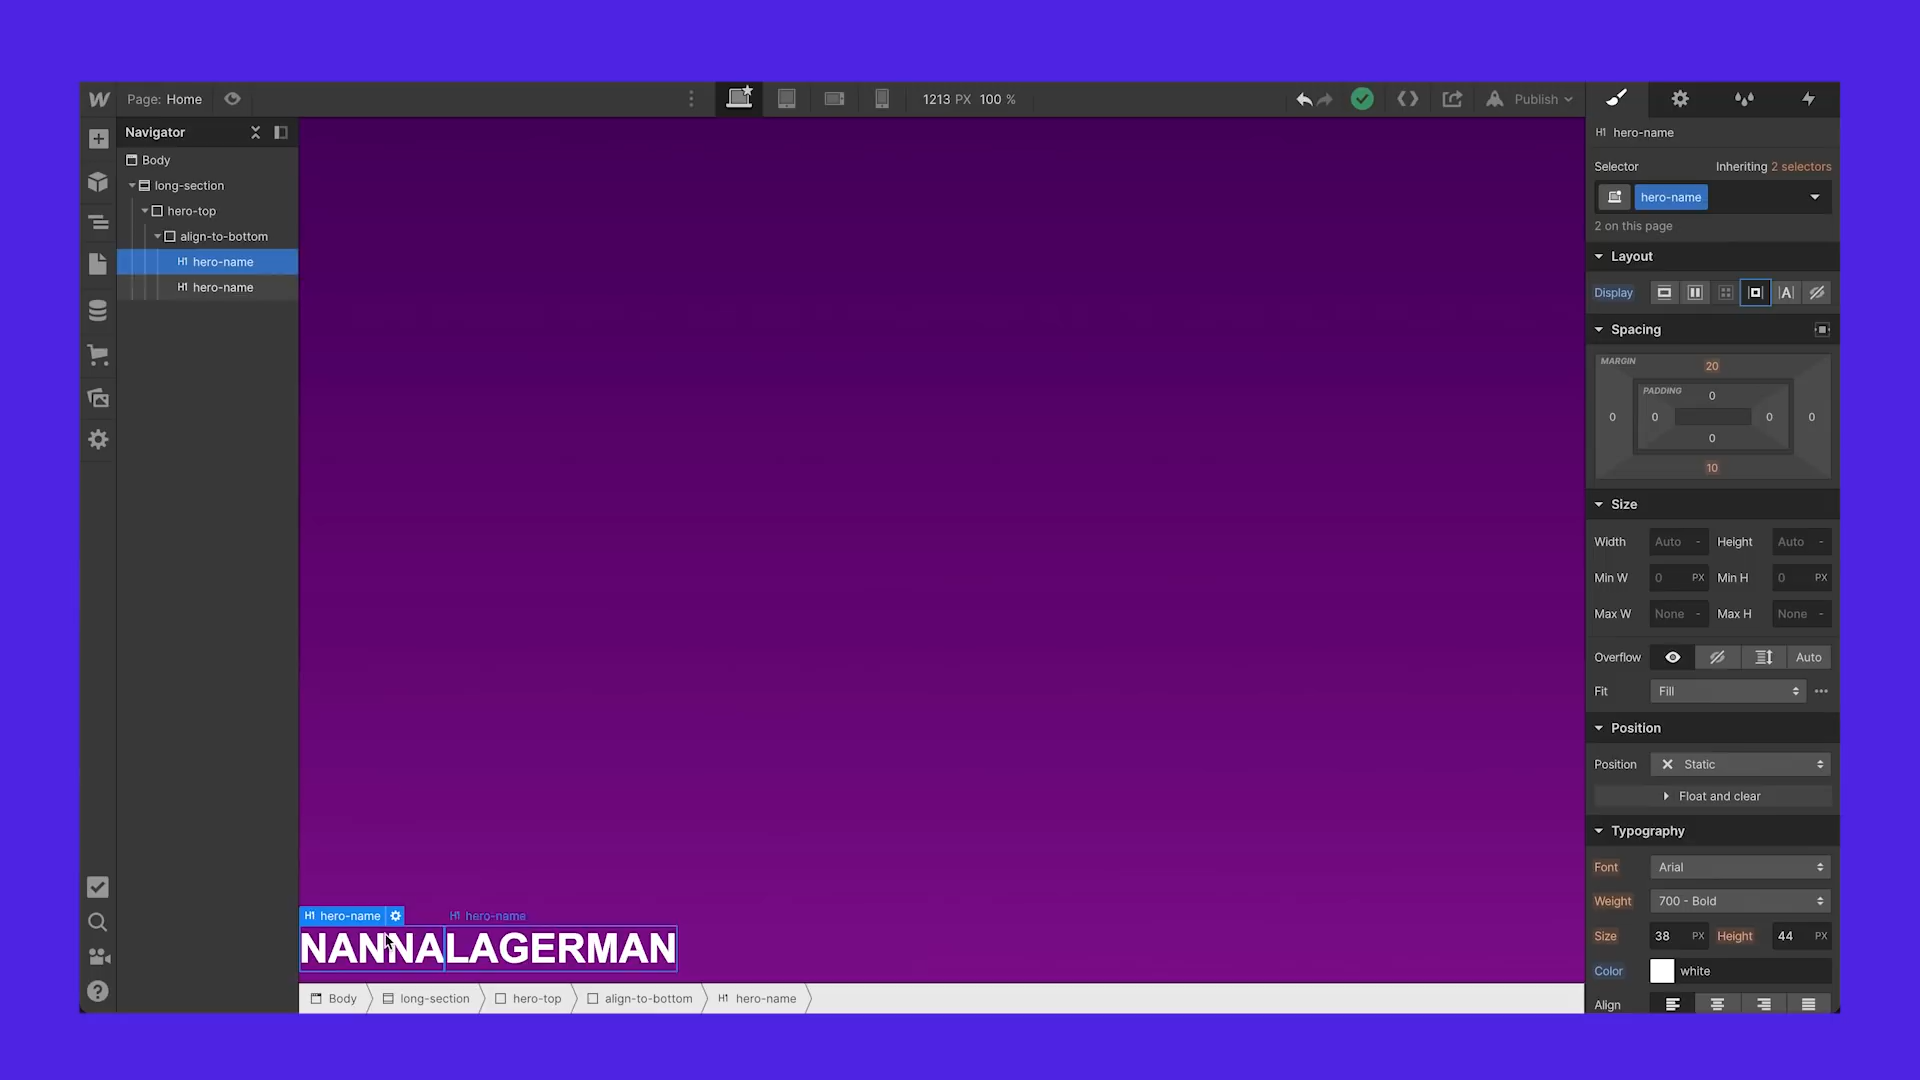 Page: Home
1213 PX 100 %
Publish
Navigator
Body
long-section
hero-top
align-to-bottom
H1 hero-name
H1 hero-name
H1 hero-name
H1 hero-name
NANNA LAGERMAN
Body
long-section
hero-top
align-to-bottom
H1 hero-name
H1 hero-name
Selector
Inheriting 2 selectors
hero-name
2 on this page
Layout
Display
Spacing
MARGIN
20
PADDING
0
0 0 0 0
0
10
Size
Width Auto - Height Auto -
Min W 0 PX Min H 0 PX
Max W None - Max H None -
Overflow Auto
Fit Fill
Position
Position Static
Float and clear
Typography
Font Arial
Weight 700 - Bold
Size 38 PX Height 44 PX
Color white
Align